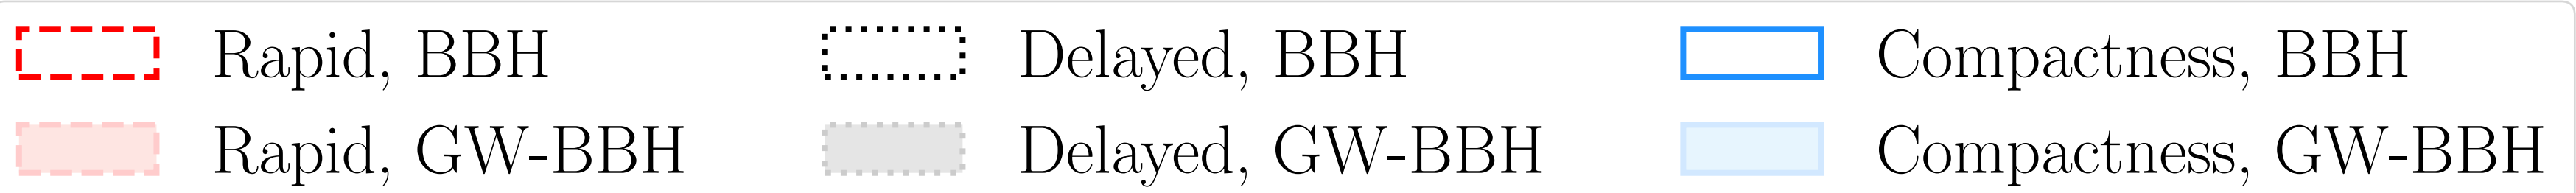 Rapid, BBH Delayed, BBH Compactness, BBH
Rapid, GW-BBH Delayed, GW-BBH Compactness, GW-BBH